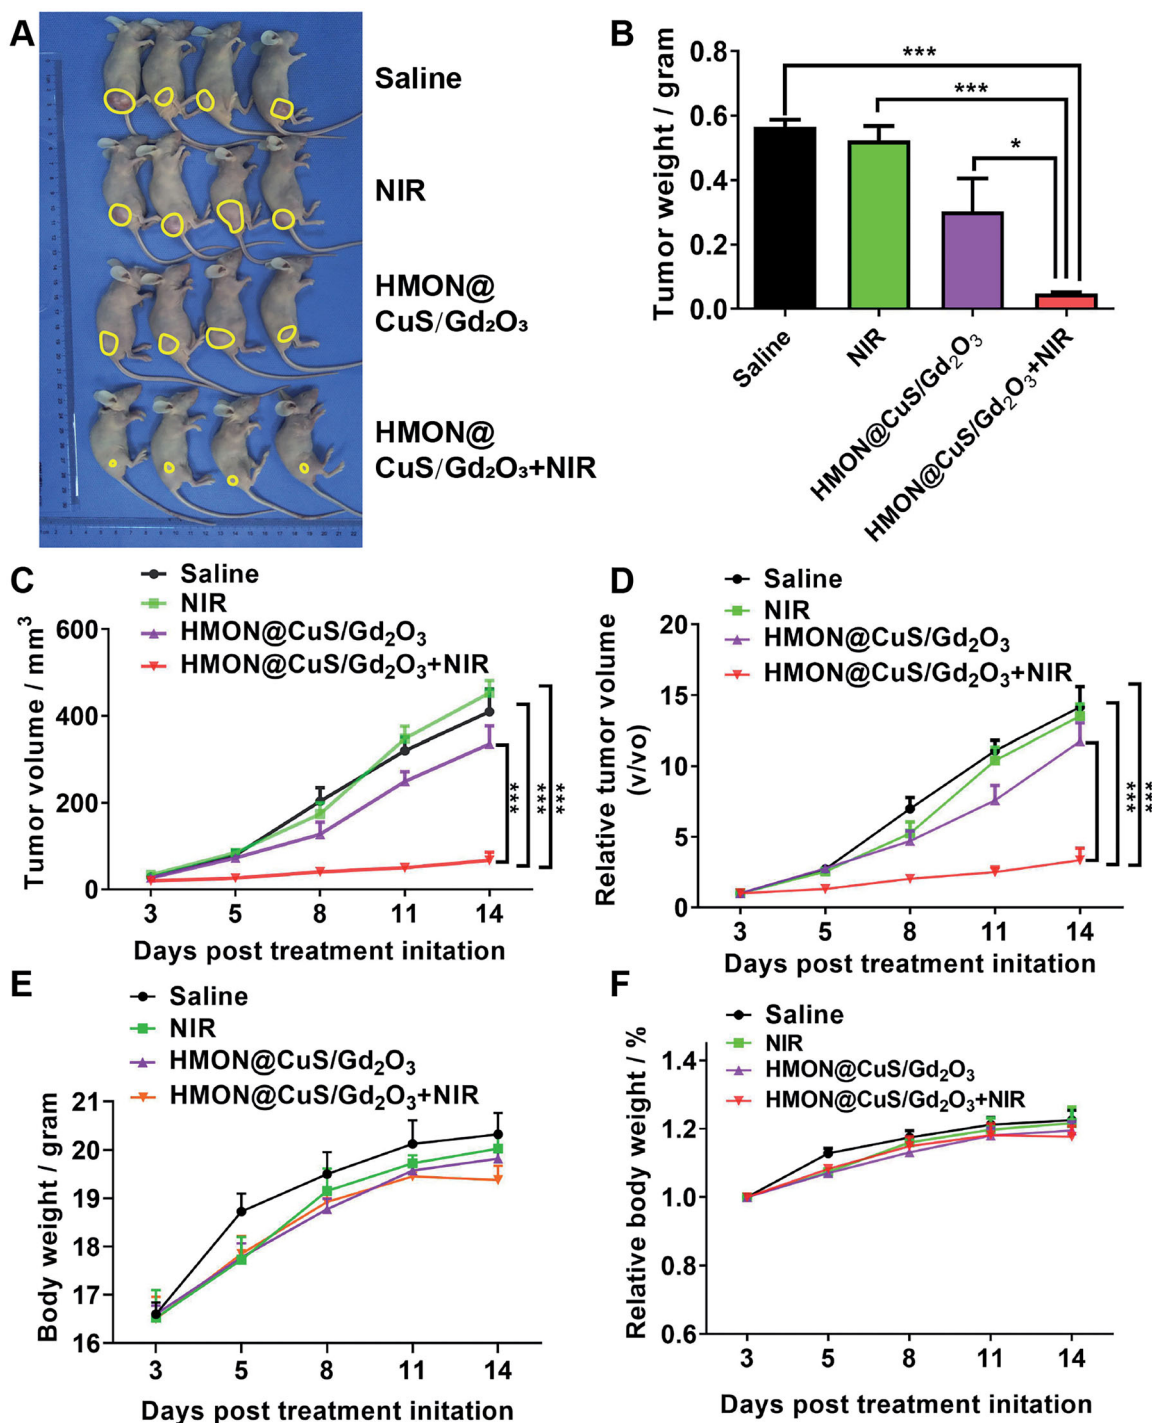 A
Saline
NIR
HMON@
CuS/Gd₂O₃
HMON@
CuS/Gd₂O₃+NIR
B
Tumor weight / gram
0.8
0.6
0.4
0.2
0.0
***
***
*
Saline
NIR
HMON@CuS/Gd₂O₃
HMON@CuS/Gd₂O₃+NIR
C
Saline
NIR
HMON@CuS/Gd₂O₃
HMON@CuS/Gd₂O₃+NIR
Tumor volume / mm³
600
400
200
0
***
***
***
3 5 8 11 14
Days post treatment initation
D
Saline
NIR
HMON@CuS/Gd₂O₃
HMON@CuS/Gd₂O₃+NIR
Relative tumor volume
(v/vo)
20
15
10
5
0
***
***
3 5 8 11 14
Days post treatment initation
E
Saline
NIR
HMON@CuS/Gd₂O₃
HMON@CuS/Gd₂O₃+NIR
Body weight / gram
21
20
19
18
17
16
3 5 8 11 14
Days post treatment initation
F
Saline
NIR
HMON@CuS/Gd₂O₃
HMON@CuS/Gd₂O₃+NIR
Relative body weight / %
1.4
1.2
1.0
0.8
0.6
3 5 8 11 14
Days post treatment initation